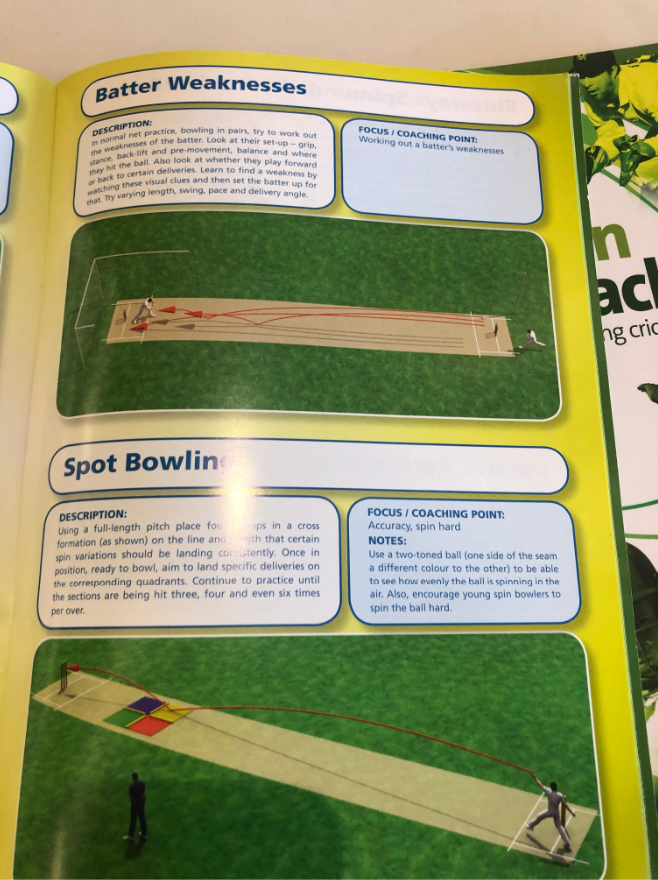 Batter Weaknesses
DESCRIPTION:
In normal net practice, bowling in pairs, try to work out
the weaknesses of the batter. Look at their set-up – grip,
stance, back-lift and pre-movement, balance and where
they hit the ball. Also look at whether they play forward
or back to certain deliveries. Learn to find a weakness by
watching these visual clues and then set the batter up for
that. Try varying length, swing, pace and delivery angle.
FOCUS / COACHING POINT:
Working out a batter's weaknesses
Spot Bowling
DESCRIPTION:
Using a full-length pitch place in a cross
formation (as shown) on the line and that certain
spin variations should be landing Once in
position, ready to bowl, aim to land specific deliveries on
the corresponding quadrants. Continue to practice until
the sections are being hit three, four and even six times
per over.
FOCUS / COACHING POINT:
Accuracy, spin hard
NOTES:
Use a two-toned ball (one side of the seam
a different colour to the other) to be able
to see how evenly the ball is spinning in the
air. Also, encourage young spin bowlers to
spin the ball hard.